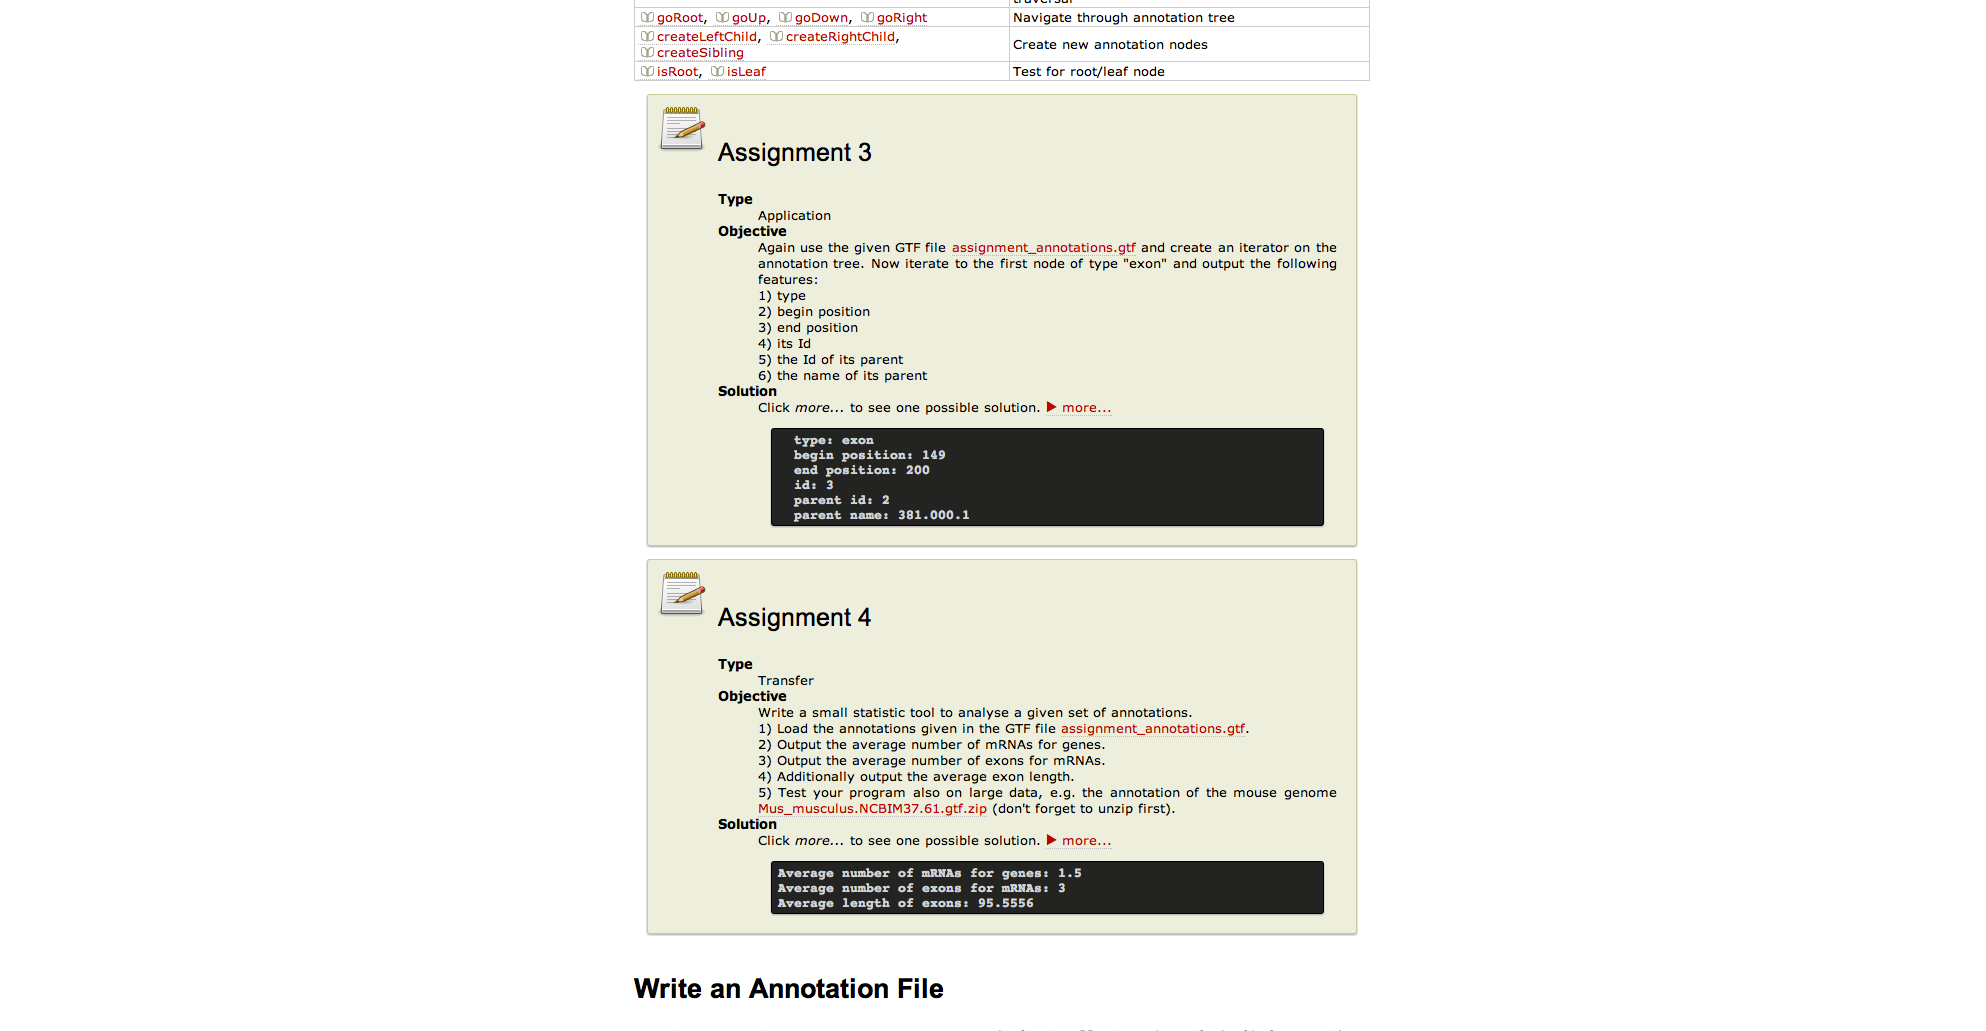 traversal
goRoot, goUp, goDown, goRight
Navigate through annotation tree
createLeftChild, createRightChild,
createSibling
Create new annotation nodes
isRoot, isLeaf
Test for root/leaf node
Assignment 3
Type
Application
Objective
Again use the given GTF file assignment_annotations.gtf and create an iterator on the
annotation tree. Now iterate to the first node of type "exon" and output the following
features:
1) type
2) begin position
3) end position
4) its Id
5) the Id of its parent
6) the name of its parent
Solution
Click more... to see one possible solution. ▶ more...
type: exon
begin position: 149
end position: 200
id: 3
parent id: 2
parent name: 381.000.1
Assignment 4
Type
Transfer
Objective
Write a small statistic tool to analyse a given set of annotations.
1) Load the annotations given in the GTF file assignment_annotations.gtf.
2) Output the average number of mRNAs for genes.
3) Output the average number of exons for mRNAs.
4) Additionally output the average exon length.
5) Test your program also on large data, e.g. the annotation of the mouse genome
Mus_musculus.NCBIM37.61.gtf.zip (don't forget to unzip first).
Solution
Click more... to see one possible solution. ▶ more...
Average number of mRNAs for genes: 1.5
Average number of exons for mRNAs: 3
Average length of exons: 95.5556
Write an Annotation File